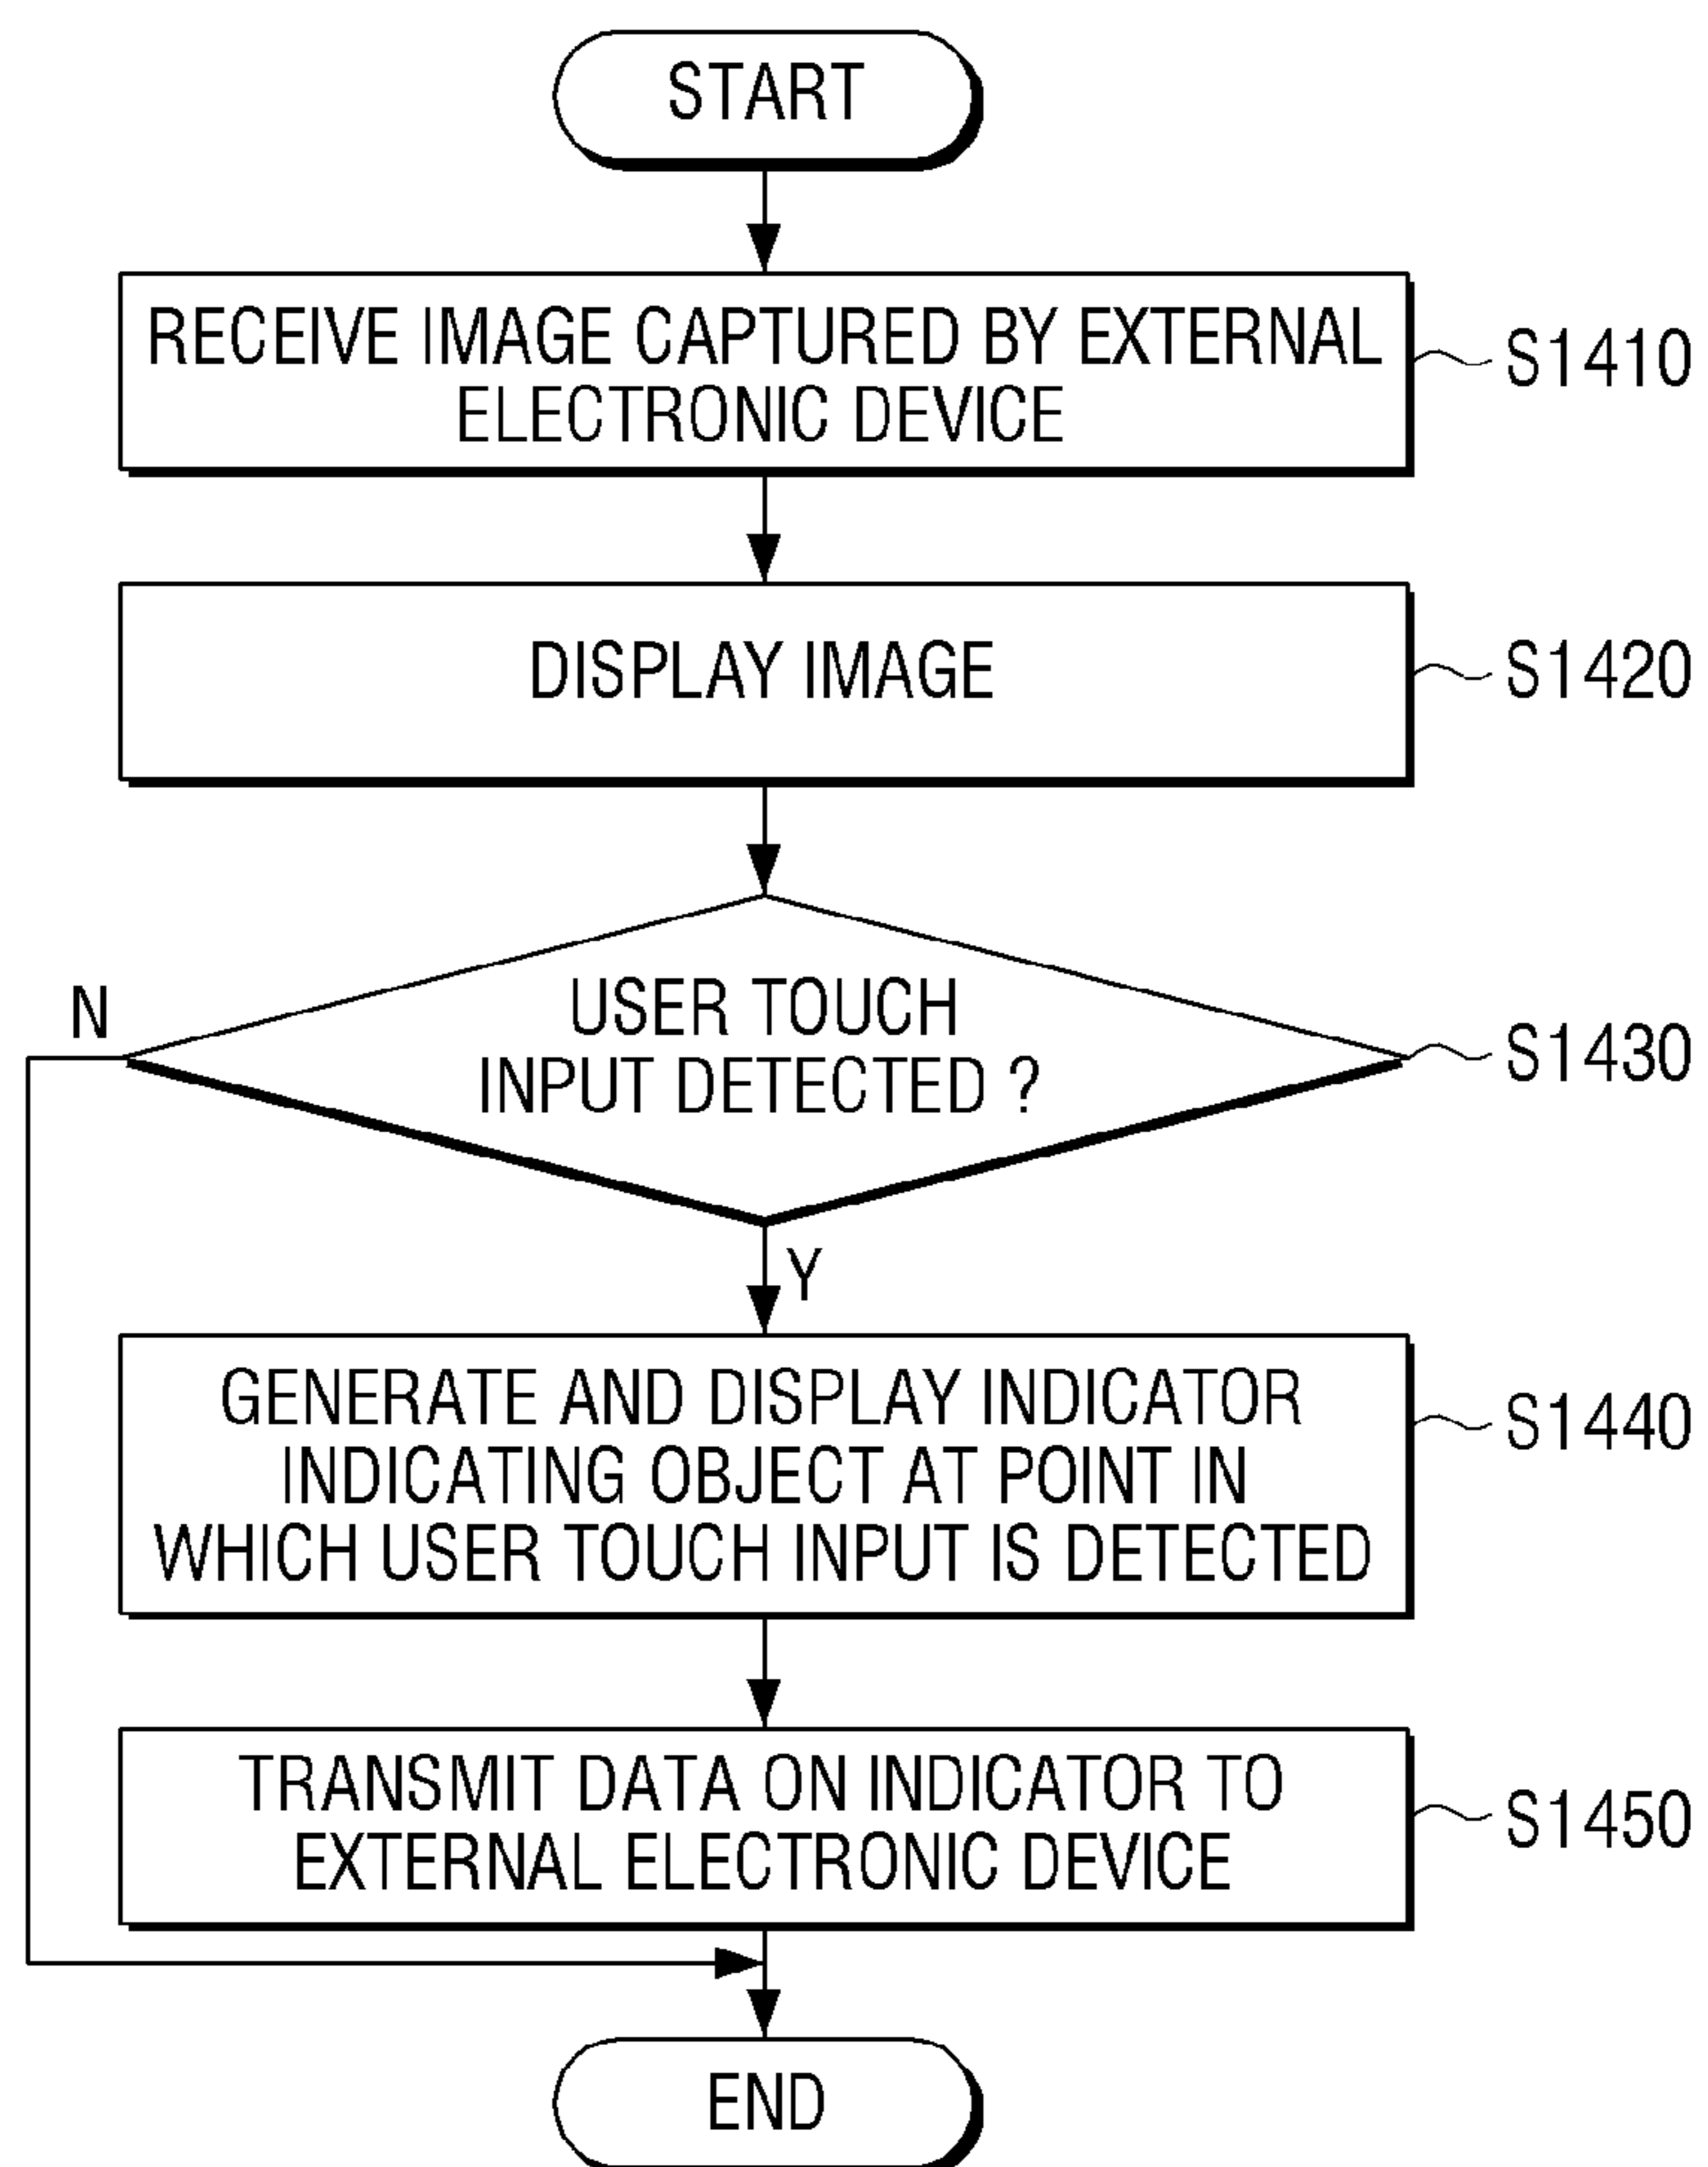 START
RECEIVE IMAGE CAPTURED BY EXTERNAL
ELECTRONIC DEVICE
S1410
DISPLAY IMAGE
S1420
N
USER TOUCH
INPUT DETECTED ?
S1430
Y
GENERATE AND DISPLAY INDICATOR
INDICATING OBJECT AT POINT IN
WHICH USER TOUCH INPUT IS DETECTED
S1440
TRANSMIT DATA ON INDICATOR TO
EXTERNAL ELECTRONIC DEVICE
S1450
END